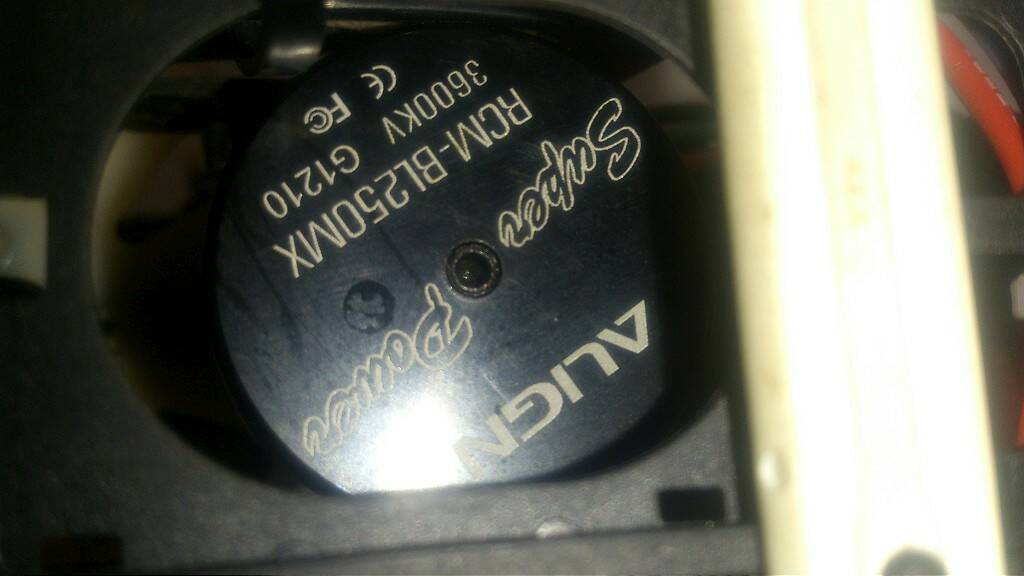 ALIGN
Super Power
RCM-BL250MX
3600KV G1210
CE FC